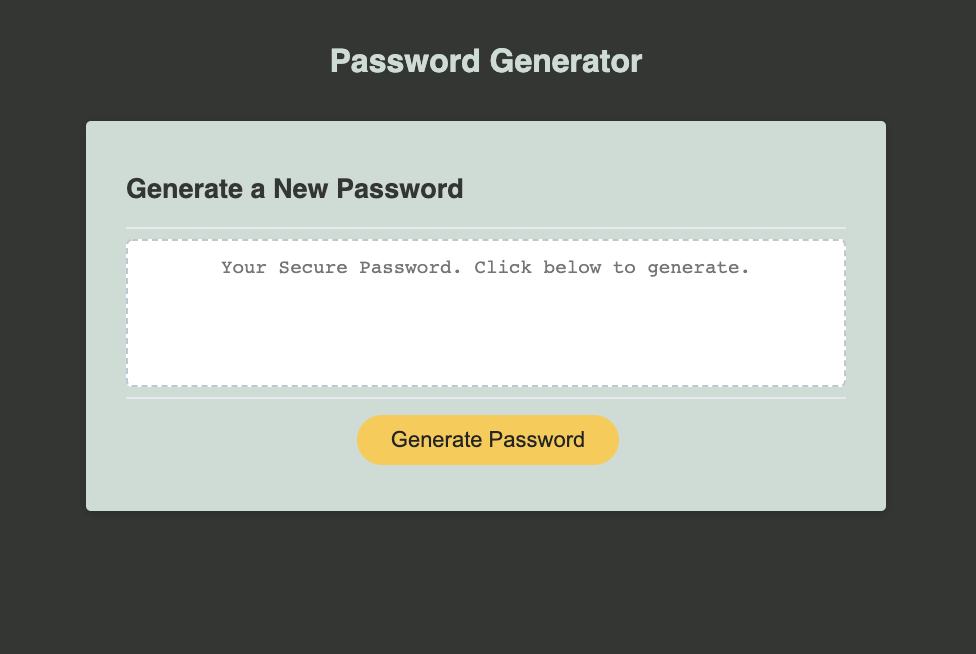 Password Generator
Generate a New Password
Your Secure Password. Click below to generate.
Generate Password